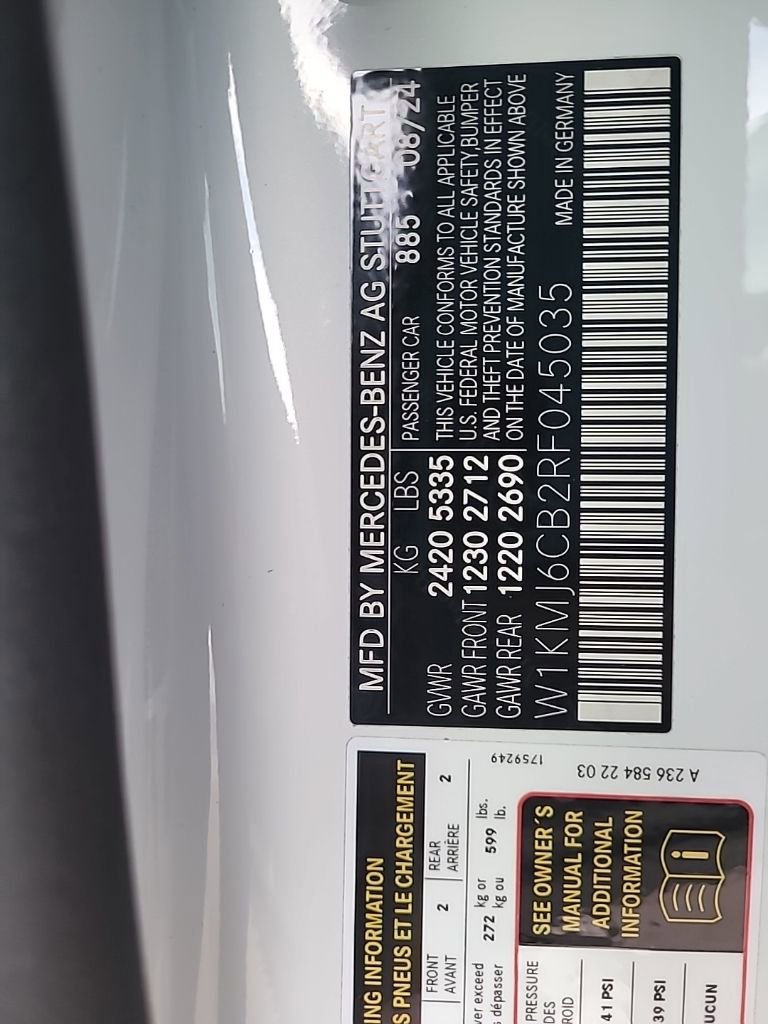 MFD BY MERCEDES-BENZ AG STUTTGART
KG LBS PASSENGER CAR 885 08/24
GVWR 2420 5335 THIS VEHICLE CONFORMS TO ALL APPLICABLE
GAWR FRONT 1230 2712 U.S. FEDERAL MOTOR VEHICLE SAFETY, BUMPER
AND THEFT PREVENTION STANDARDS IN EFFECT
GAWR REAR 1220 2690 ON THE DATE OF MANUFACTURE SHOWN ABOVE
W1KMJ6CB2RF045035 MADE IN GERMANY
ING INFORMATION
S PNEUS ET LE CHARGEMENT
FRONT 2 REAR 2
AVANT ARRIÈRE
ver exceed 272 kg or 599 lbs.
s dépasser kg ou lb.
1759249
PRESSURE
DES
ROID
41 PSI
39 PSI
UCUN
SEE OWNER'S
MANUAL FOR
ADDITIONAL
INFORMATION
A 236 584 22 03